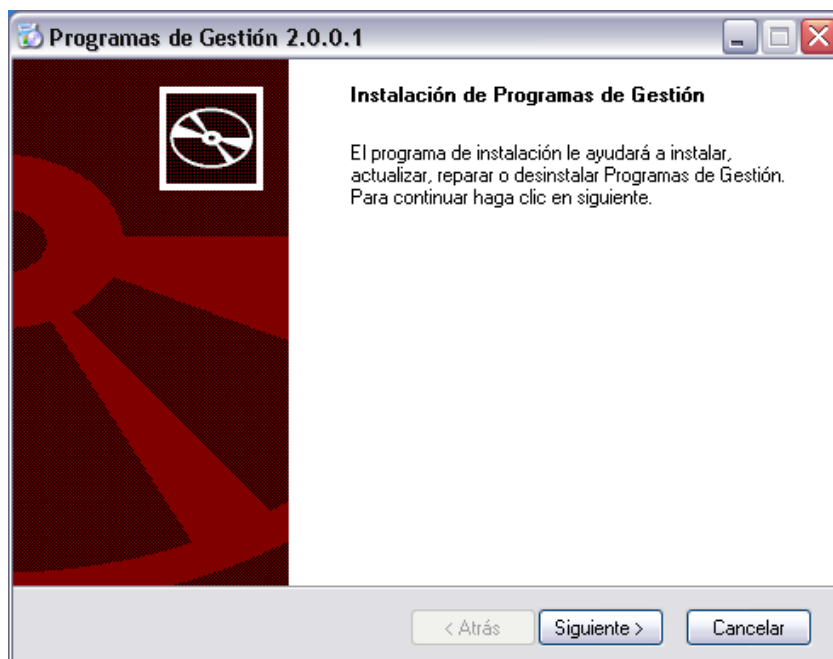 Programas de Gestión 2.0.0.1
Instalación de Programas de Gestión
El programa de instalación le ayudará a instalar,
actualizar, reparar o desinstalar Programas de Gestión.
Para continuar haga clic en siguiente.
< Atrás
Siguiente >
Cancelar